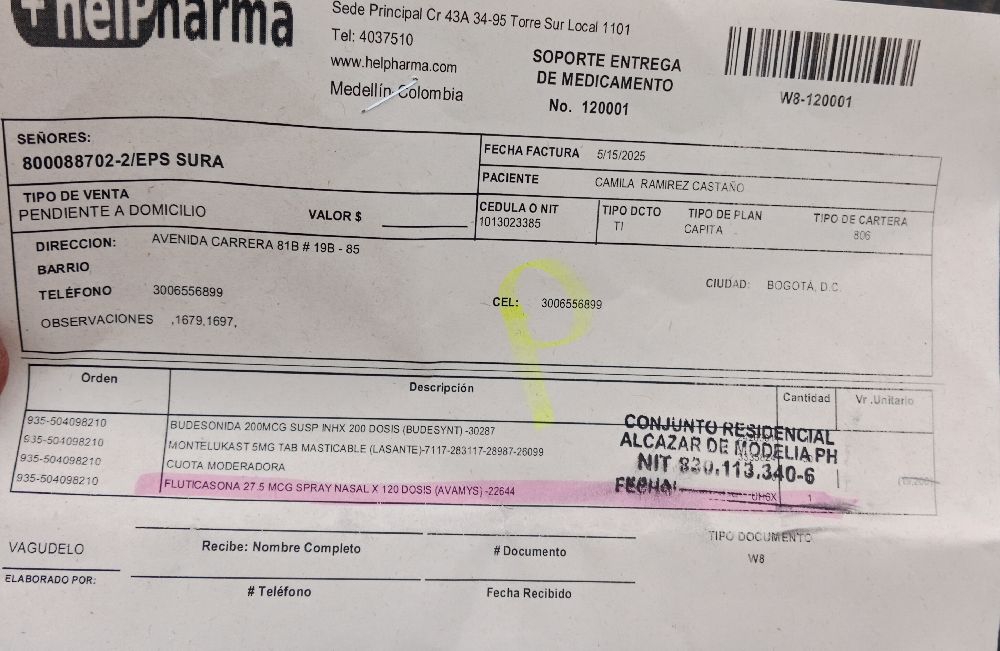 +helPharma
Sede Principal Cr 43A 34-95 Torre Sur Local 1101
Tel: 4037510
www.helpharma.com
Medellín Colombia
SOPORTE ENTREGA
DE MEDICAMENTO
No. 120001
W8-120001
SEÑORES:
800088702-2/EPS SURA
FECHA FACTURA 5/15/2025
PACIENTE CAMILA RAMIREZ CASTAÑO
TIPO DE VENTA
PENDIENTE A DOMICILIO
VALOR $
CEDULA O NIT
1013023385
TIPO DCTO
TI
TIPO DE PLAN
CAPITA
TIPO DE CARTERA
806
DIRECCION: AVENIDA CARRERA 81B # 19B - 85
BARRIO
TELÉFONO 3006556899
CEL: 3006556899
CIUDAD: BOGOTÁ, D.C.
OBSERVACIONES ,1679,1697,
P
Orden Descripción Cantidad Vr .Unitario
935-504098210 BUDESONIDA 200MCG SUSP INHX 200 DOSIS (BUDESYNT) -30287
935-504098210 MONTELUKAST 5MG TAB MASTICABLE (LASANTE)-7117-283117-28987-26099
935-504098210 CUOTA MODERADORA
935-504098210 FLUTICASONA 27.5 MCG SPRAY NASAL X 120 DOSIS (AVAMYS) -22644 1
CONJUNTO RESIDENCIAL
ALCAZAR DE MODELIA PH
NIT 830.113.340-6
FECHA:
VAGUDELO
ELABORADO POR:
Recibe: Nombre Completo
# Documento
TIPO DOCUMENTO
W8
# Teléfono
Fecha Recibido